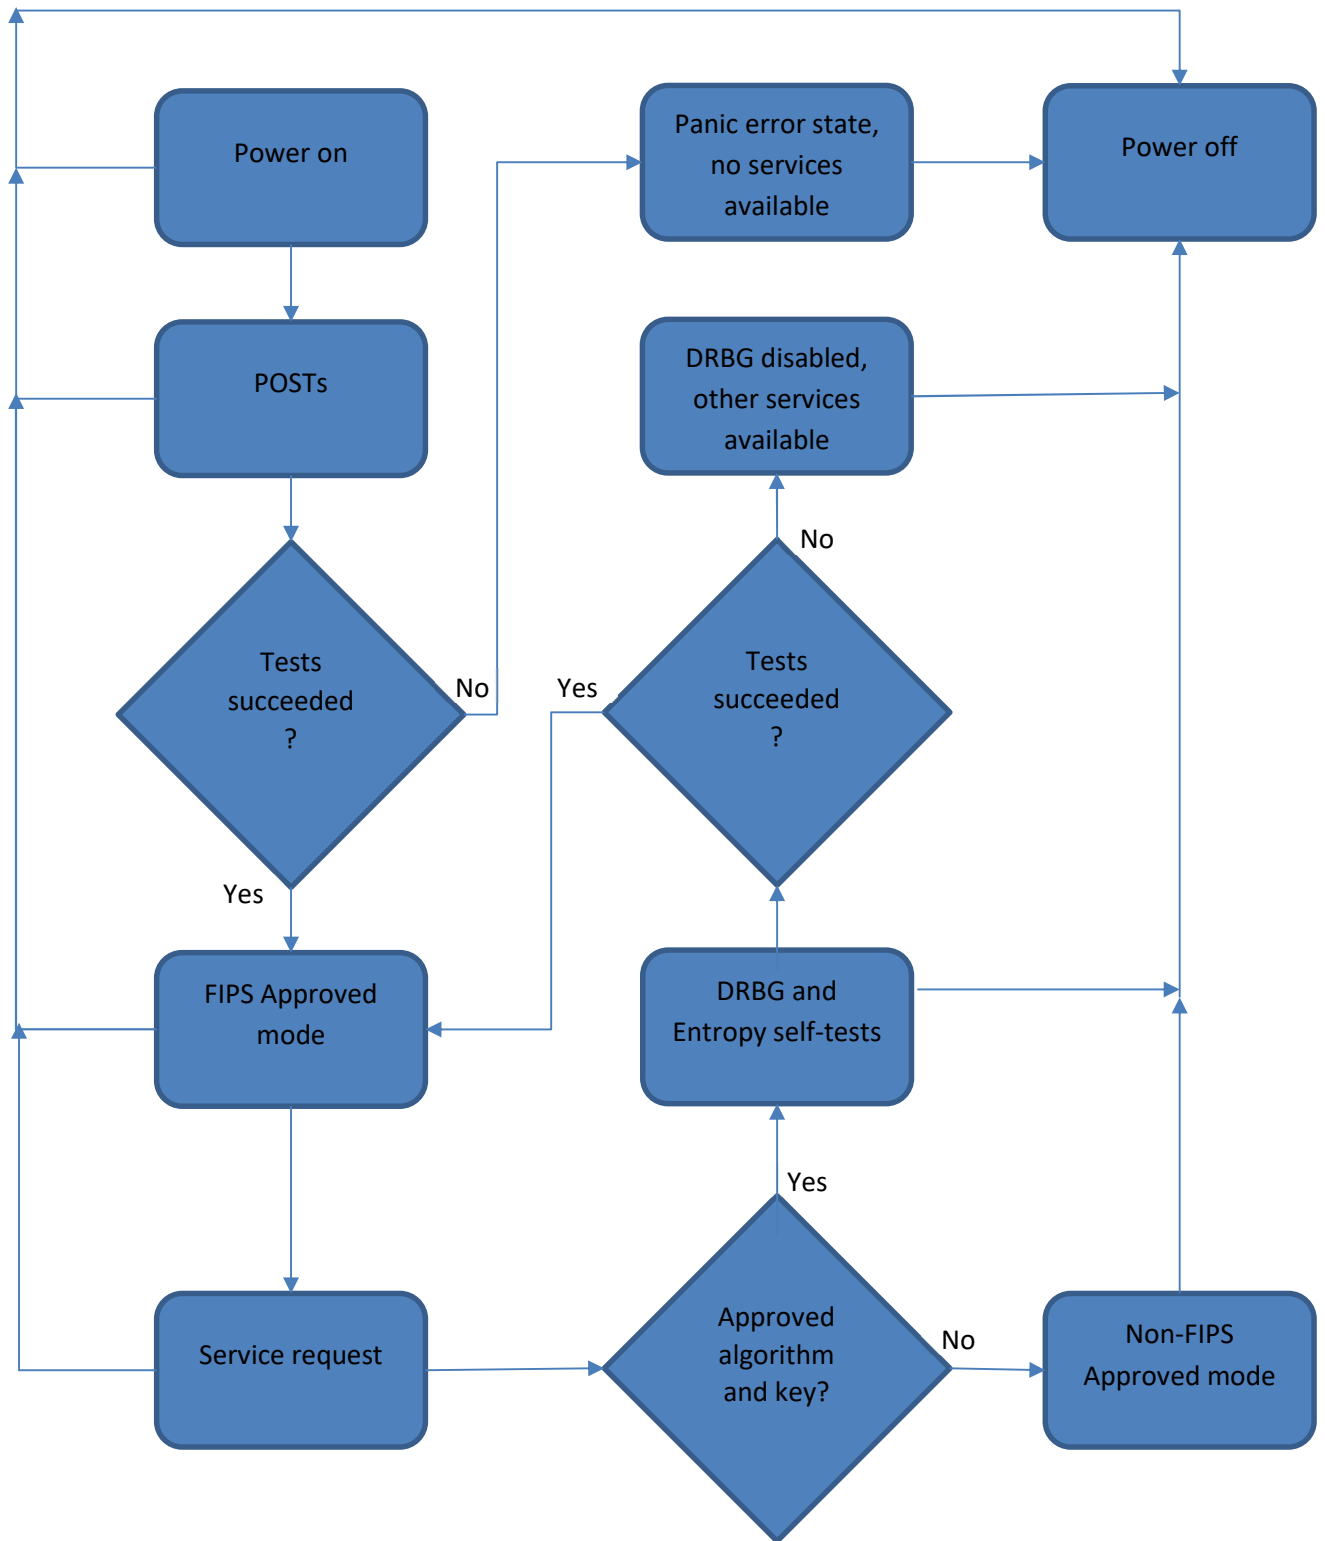 Power on
Panic error state,
no services
available
Power off
POSTs
DRBG disabled,
other services
available
No
Tests
succeeded
?
No
Yes
Tests
succeeded
?
Yes
FIPS Approved
mode
DRBG and
Entropy self-tests
Yes
Service request
Approved
algorithm
and key?
No
Non-FIPS
Approved mode